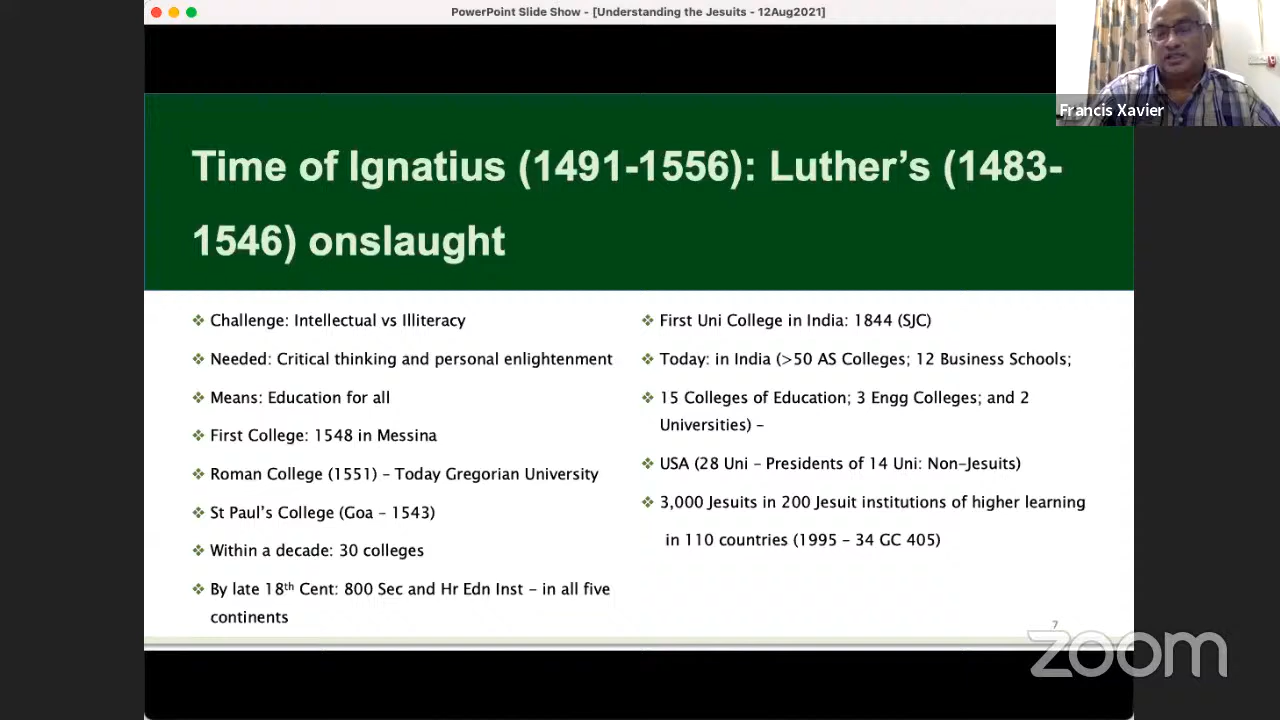 PowerPoint Slide Show - [Understanding the Jesuits - 12Aug2021]
Francis Xavier
Time of Ignatius (1491-1556): Luther’s (1483-
1546) onslaught
❖ Challenge: Intellectual vs Illiteracy
❖ Needed: Critical thinking and personal enlightenment
❖ Means: Education for all
❖ First College: 1548 in Messina
❖ Roman College (1551) – Today Gregorian University
❖ St Paul’s College (Goa – 1543)
❖ Within a decade: 30 colleges
❖ By late 18th Cent: 800 Sec and Hr Edn Inst – in all five
continents
❖ First Uni College in India: 1844 (SJC)
❖ Today: in India (>50 AS Colleges; 12 Business Schools;
❖ 15 Colleges of Education; 3 Engg Colleges; and 2
Universities) –
❖ USA (28 Uni – Presidents of 14 Uni: Non-Jesuits)
❖ 3,000 Jesuits in 200 Jesuit institutions of higher learning
in 110 countries (1995 – 34 GC 405)
7
zoom